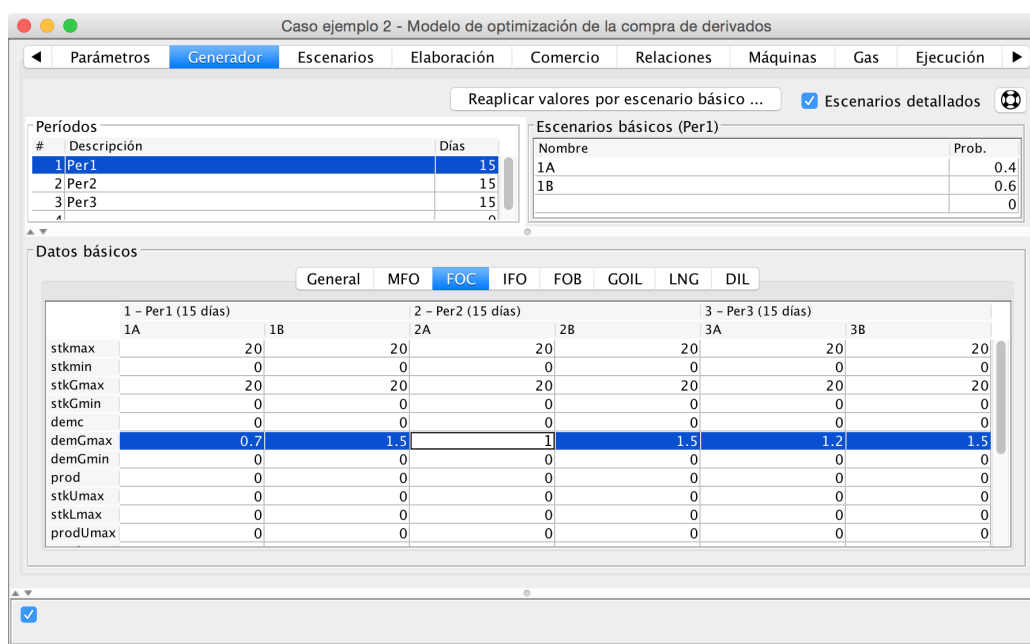 Caso ejemplo 2 - Modelo de optimización de la compra de derivados
Parámetros Generador Escenarios Elaboración Comercio Relaciones Máquinas Gas Ejecución
Reaplicar valores por escenario básico ... Escenarios detallados
Períodos
# Descripción Días
1 Per1 15
2 Per2 15
3 Per3 15
Escenarios básicos (Per1)
Nombre Prob.
1A 0.4
1B 0.6
0
Datos básicos
General MFO FOC IFO FOB GOIL LNG DIL
1 - Per1 (15 días) 2 - Per2 (15 días) 3 - Per3 (15 días)
1A 1B 2A 2B 3A 3B
stkmax 20 20 20 20 20 20
stkmin 0 0 0 0 0 0
stkGmax 20 20 20 20 20 20
stkGmin 0 0 0 0 0 0
demc 0 0 0 0 0 0
demGmax 0.7 1.5 1 1.5 1.2 1.5
demGmin 0 0 0 0 0 0
prod 0 0 0 0 0 0
stkUmax 0 0 0 0 0 0
stkLmax 0 0 0 0 0 0
prodUmax 0 0 0 0 0 0